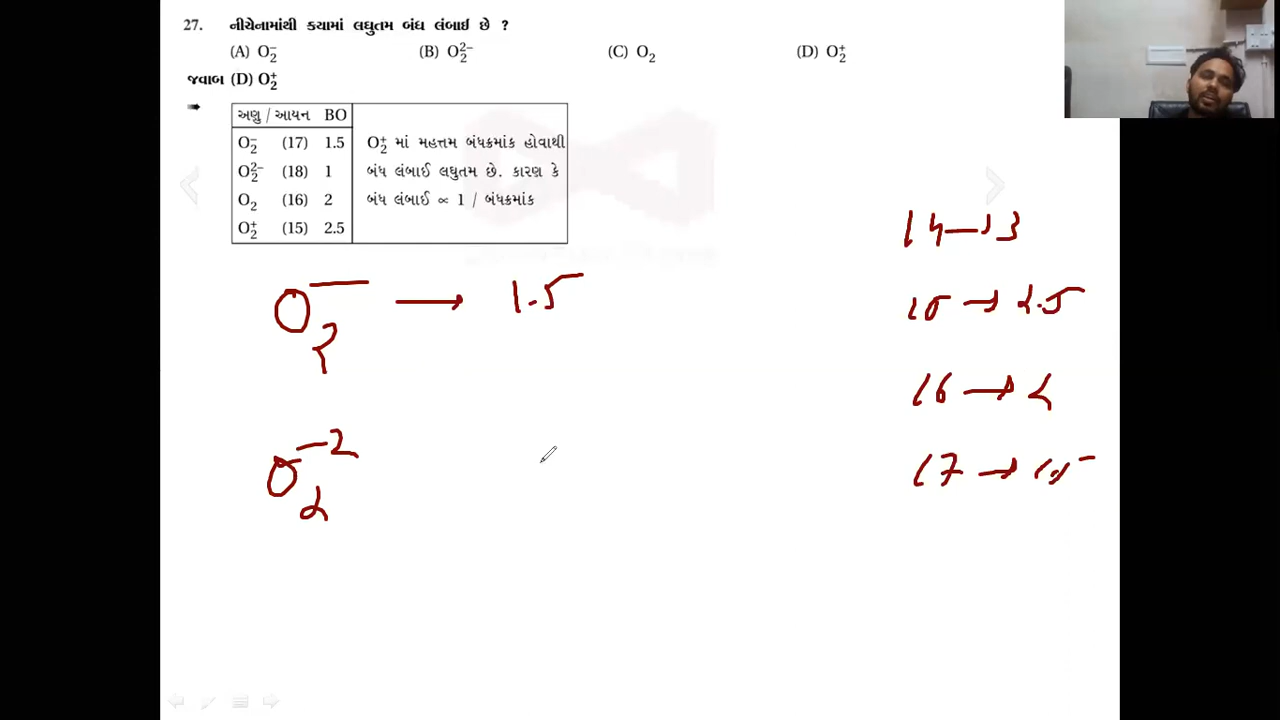 27. નીચેનામાંથી કયામાં લઘુતમ બંધ લંબાઈ છે ?
(A) O₂⁻ (B) O₂²⁻ (C) O₂ (D) O₂⁺
જવાબ (D) O₂⁺
અણુ / આયન BO
O₂⁻ (17) 1.5 O₂⁺ માં મહત્તમ બંધક્રમાંક હોવાથી
O₂²⁻ (18) 1 બંધ લંબાઈ લઘુતમ છે. કારણ કે
O₂ (16) 2 બંધ લંબાઈ ∝ 1 / બંધક્રમાંક
O₂⁺ (15) 2.5
O₂⁻ → 1.5
O₂⁻²
14 → 3
15 → 2.5
16 → 2
17 → 1.5